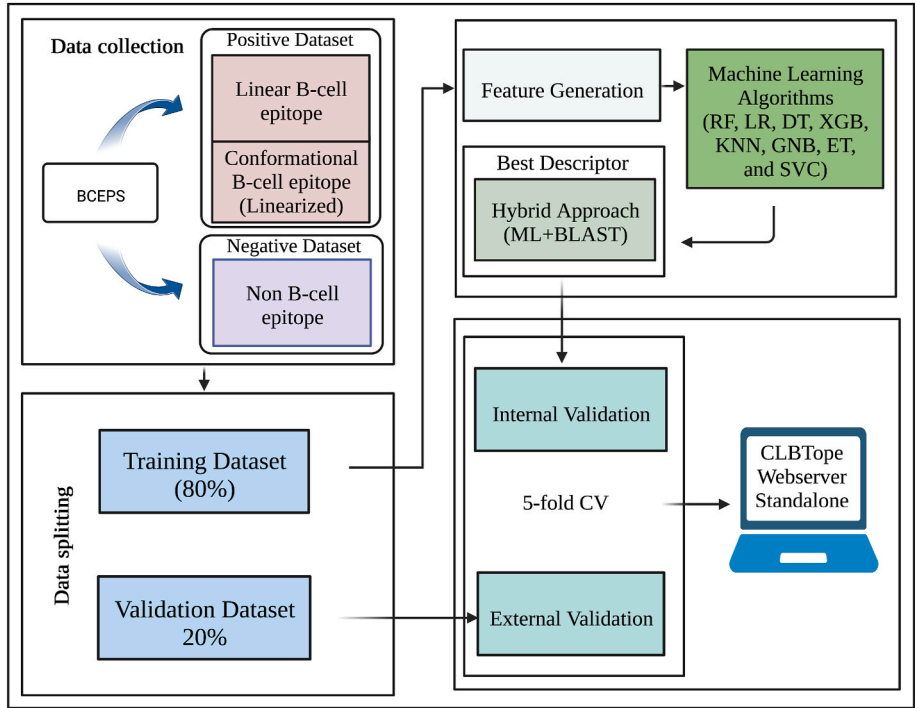 Data collection
BCEPS
Positive Dataset
Linear B-cell
epitope
Conformational
B-cell epitope
(Linearized)
Negative Dataset
Non B-cell
epitope
Feature Generation
Machine Learning
Algorithms
(RF, LR, DT, XGB,
KNN, GNB, ET,
and SVC)
Best Descriptor
Hybrid Approach
(ML+BLAST)
Data splitting
Training Dataset
(80%)
Validation Dataset
20%
Internal Validation
5-fold CV
External Validation
CLBTope
Webserver
Standalone